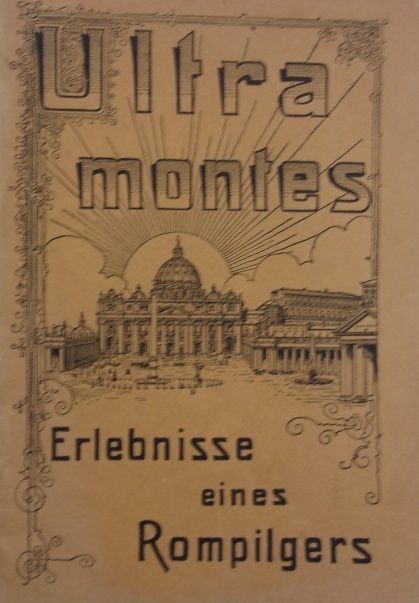 Ultra
montes
Erlebnisse
eines
Rompilgers